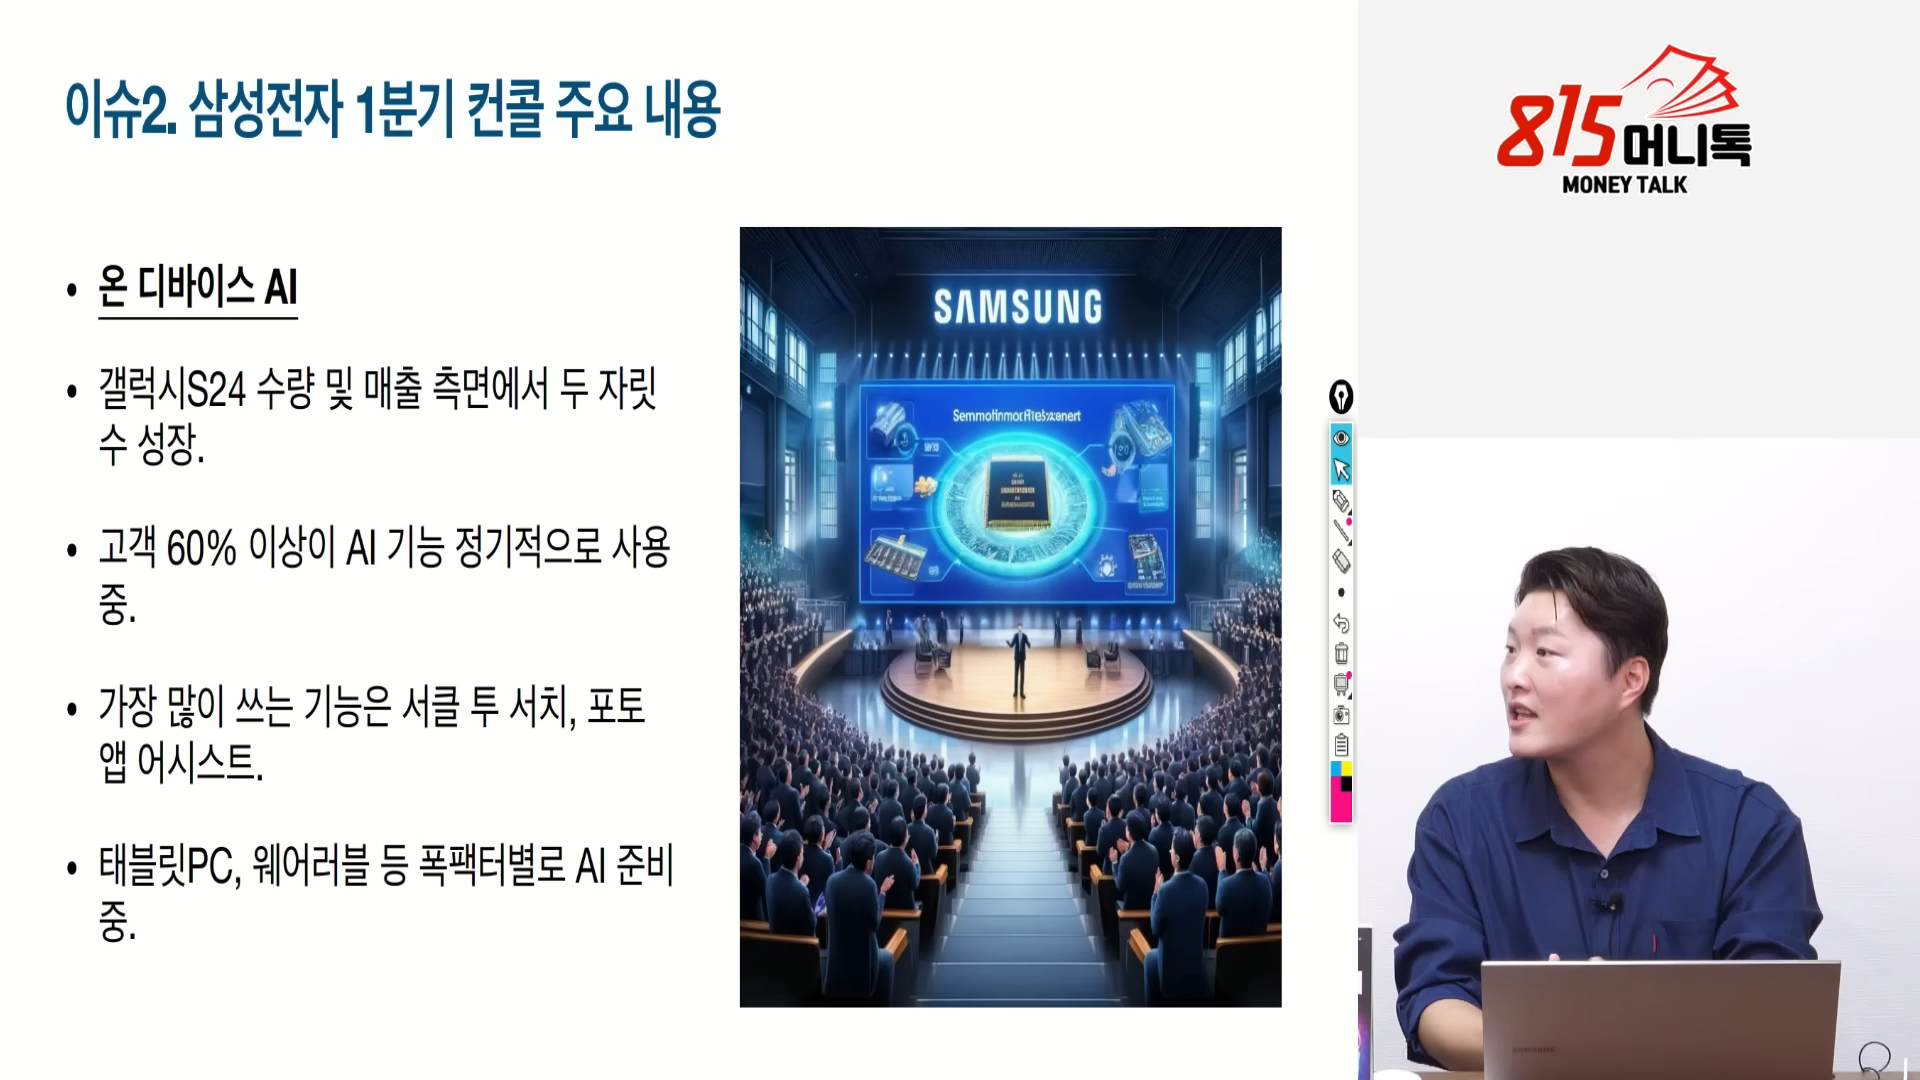 이슈2. 삼성전자 1분기 컨콜 주요 내용
• 온 디바이스 AI
• 갤럭시S24 수량 및 매출 측면에서 두 자릿
수 성장.
• 고객 60% 이상이 AI 기능 정기적으로 사용
중.
• 가장 많이 쓰는 기능은 서클 투 서치, 포토
앱 어시스트.
• 태블릿PC, 웨어러블 등 폭팩터별로 AI 준비
중.
SAMSUNG
815머니톡
MONEY TALK
SAMSUNG